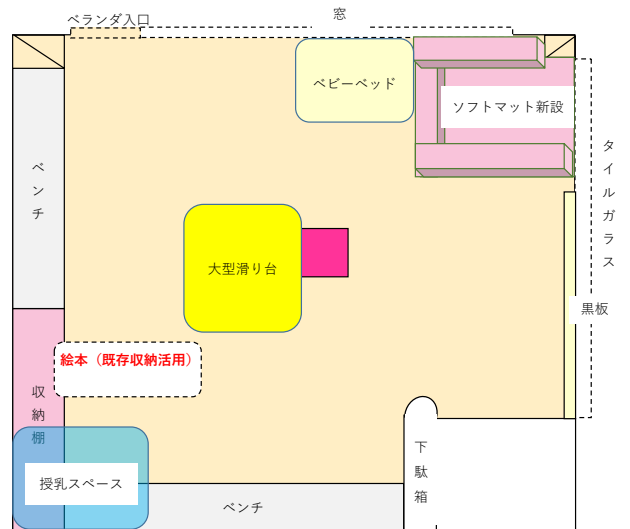 ベランダ入口
窓
ベビーベッド
ソフトマット新設
タイルガラス
ベンチ
大型滑り台
黒板
絵本（既存収納活用）
収納棚
下駄箱
授乳スペース
ベンチ